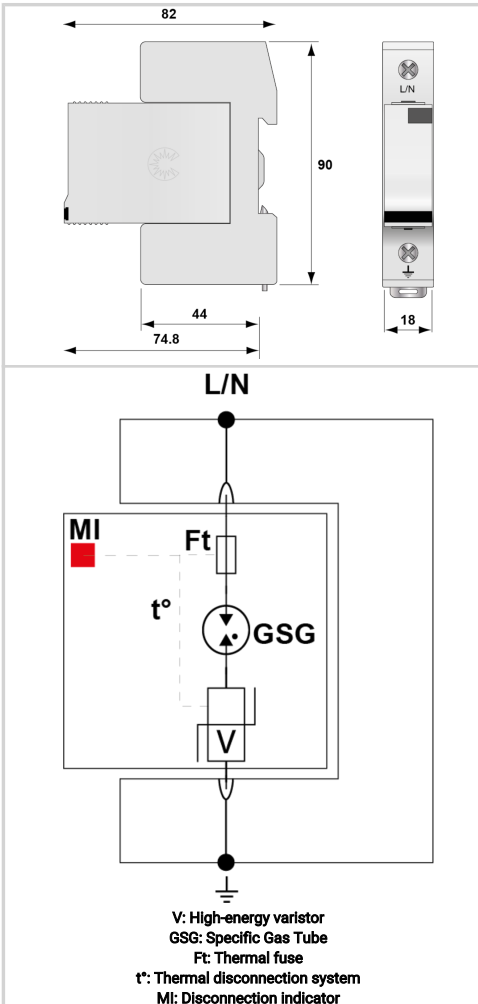 82
L/N
90
44
18
74.8
L/N
MI
Ft
t°
GSG
V
V: High-energy varistor
GSG: Specific Gas Tube
Ft: Thermal fuse
t°: Thermal disconnection system
MI: Disconnection indicator